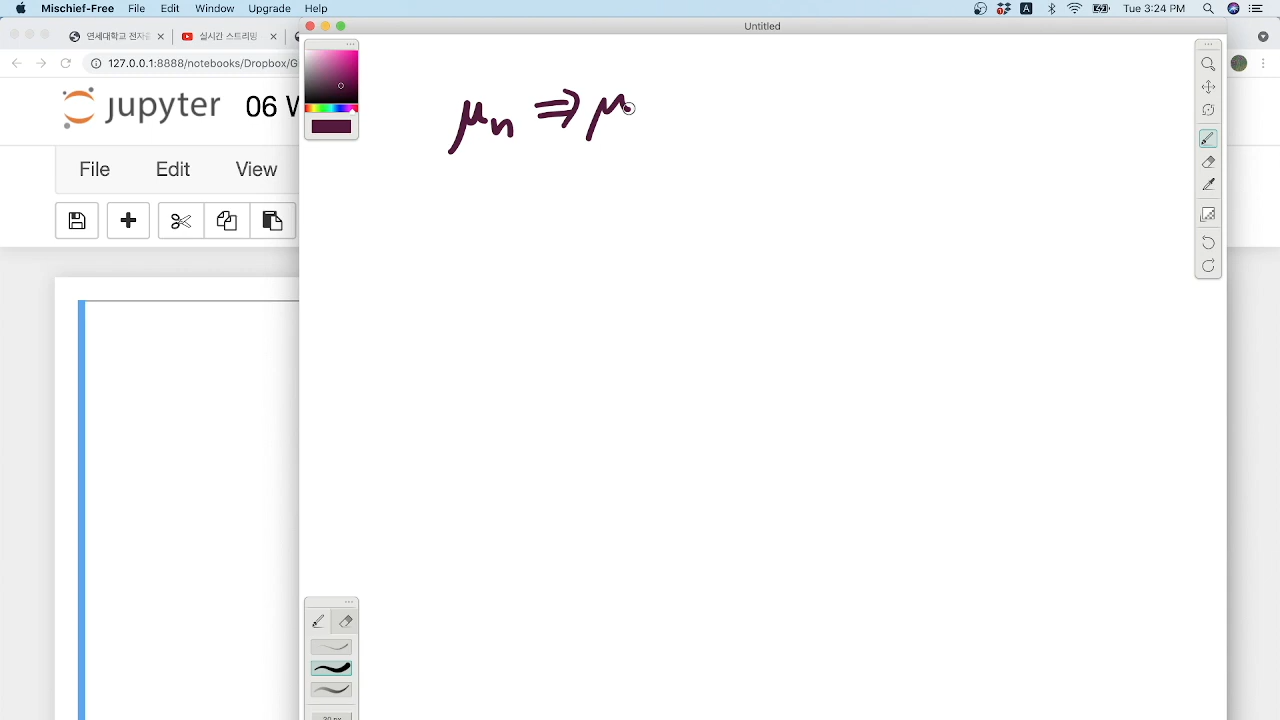 Mischief-Free File Edit Window Upgrade Help A Tue 3:24 PM
Untitled
연세대학교 전자공 × 실시간 스트리밍 ×
127.0.0.1:8888/notebooks/Dropbox/G
jupyter 06 W
μn ⇒ μ
File Edit View
20 px